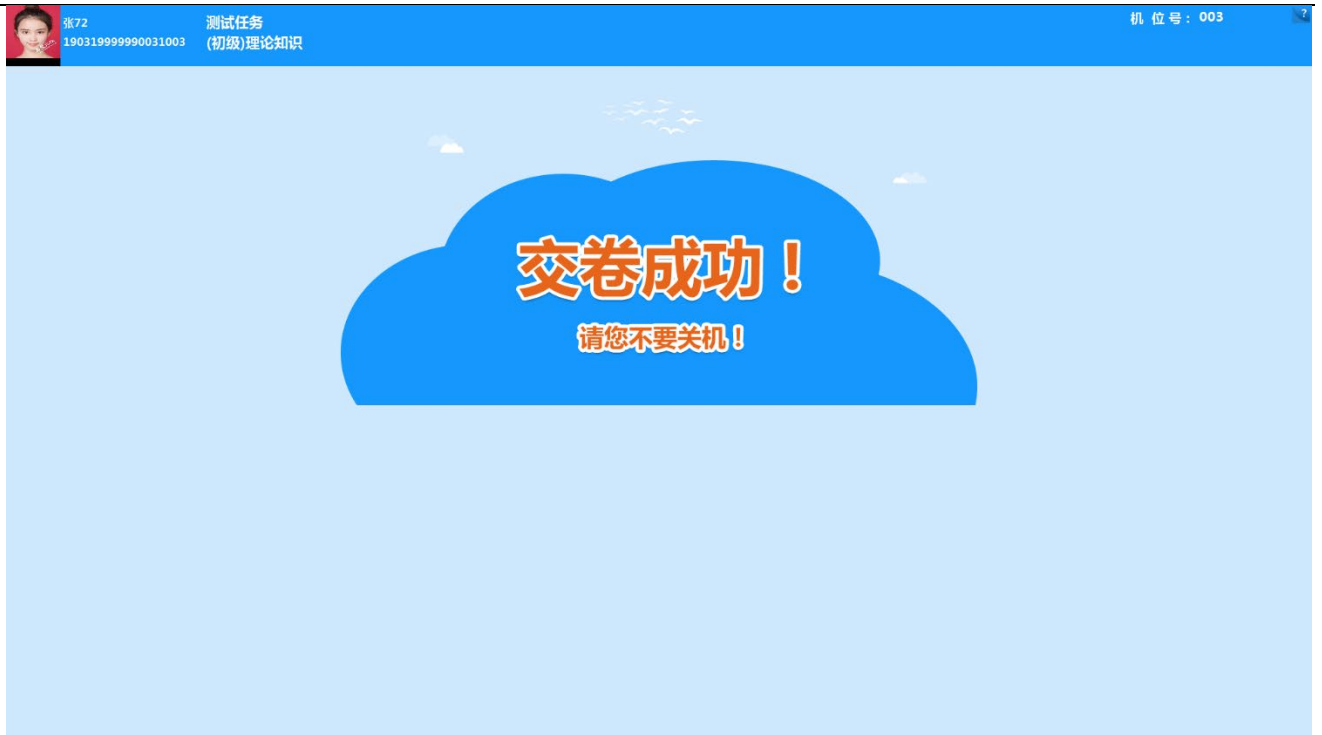 张72
190319999990031003
测试任务
(初级)理论知识
机 位 号: 003
?
交卷成功!
请您不要关机!